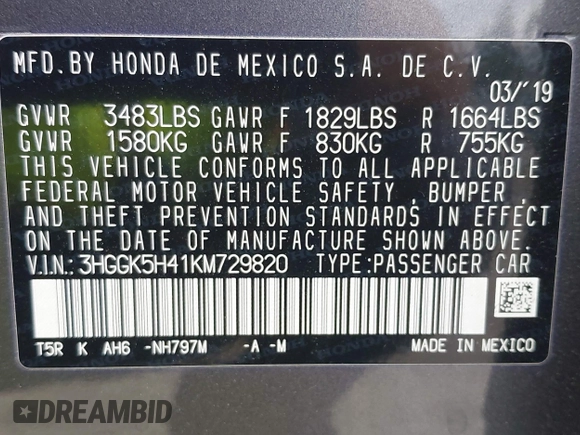 MFD. BY HONDA DE MEXICO S.A. DE C.V.
03/'19
GVWR 3483LBS GAWR F 1829LBS R 1664LBS
GVWR 1580KG GAWR F 830KG R 755KG
THIS VEHICLE CONFORMS TO ALL APPLICABLE
FEDERAL MOTOR VEHICLE SAFETY , BUMPER ,
AND THEFT PREVENTION STANDARDS IN EFFECT
ON THE DATE OF MANUFACTURE SHOWN ABOVE.
V.I.N.: 3HGGK5H41KM729820 TYPE: PASSENGER CAR
T5R K AH6 -NH797M -A -M MADE IN MEXICO
DREAMBID